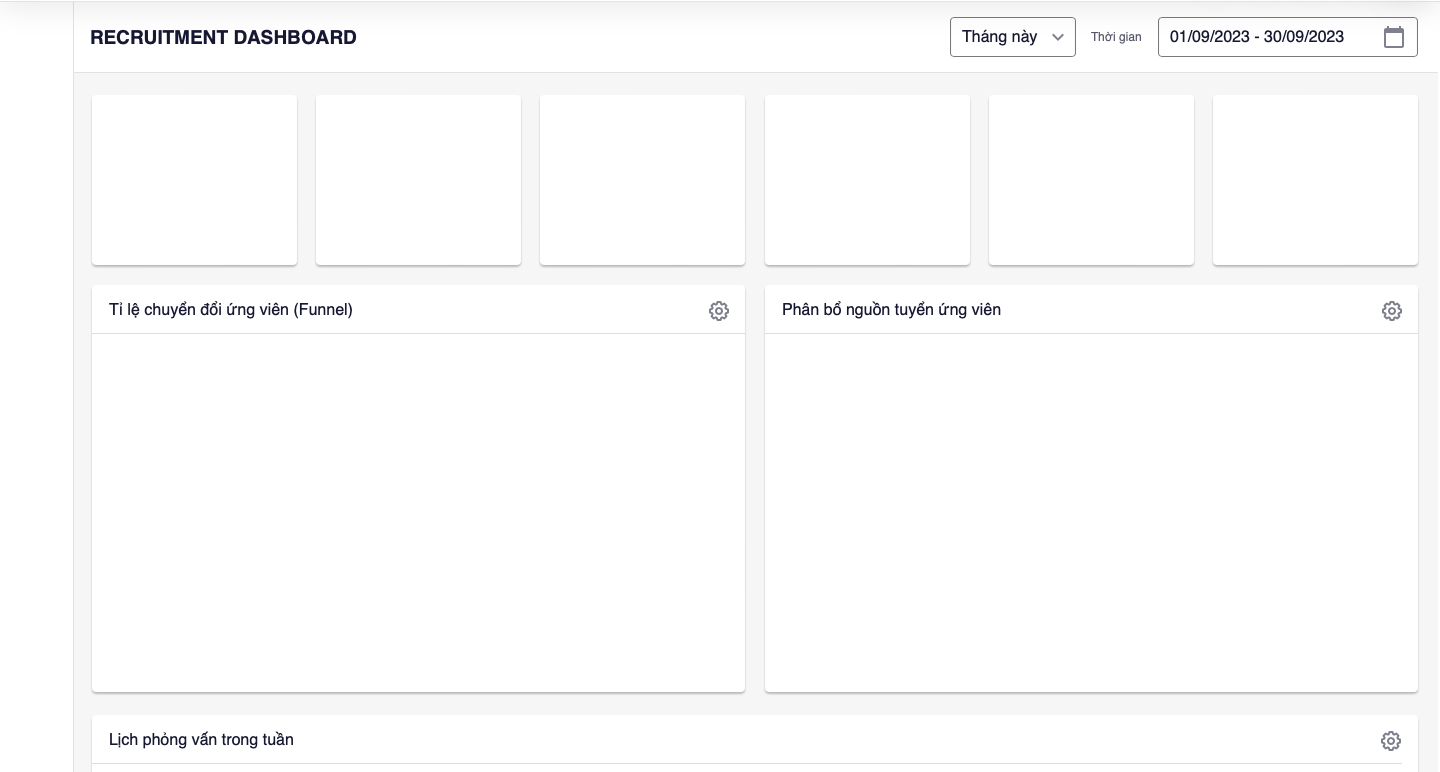 RECRUITMENT DASHBOARD
Tháng này
Thời gian
01/09/2023 - 30/09/2023
Tỉ lệ chuyển đổi ứng viên (Funnel)
Phân bổ nguồn tuyển ứng viên
Lịch phỏng vấn trong tuần